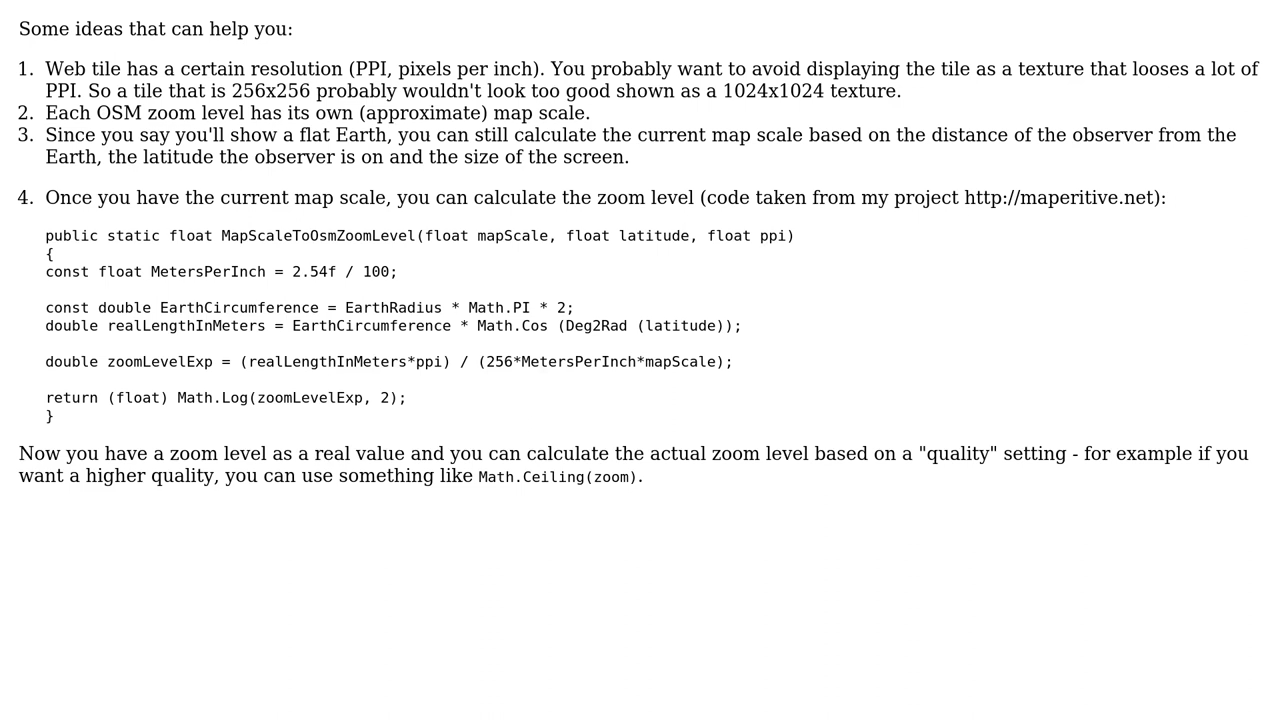 Some ideas that can help you:
1. Web tile has a certain resolution (PPI, pixels per inch). You probably want to avoid displaying the tile as a texture that looses a lot of
PPI. So a tile that is 256x256 probably wouldn't look too good shown as a 1024x1024 texture.
2. Each OSM zoom level has its own (approximate) map scale.
3. Since you say you'll show a flat Earth, you can still calculate the current map scale based on the distance of the observer from the
Earth, the latitude the observer is on and the size of the screen.
4. Once you have the current map scale, you can calculate the zoom level (code taken from my project http://maperitive.net):
public static float MapScaleToOsmZoomLevel(float mapScale, float latitude, float ppi)
{
const float MetersPerInch = 2.54f / 100;
const double EarthCircumference = EarthRadius * Math.PI * 2;
double realLengthInMeters = EarthCircumference * Math.Cos (Deg2Rad (latitude));
double zoomLevelExp = (realLengthInMeters*ppi) / (256*MetersPerInch*mapScale);
return (float) Math.Log(zoomLevelExp, 2);
}
Now you have a zoom level as a real value and you can calculate the actual zoom level based on a "quality" setting - for example if you
want a higher quality, you can use something like Math.Ceiling(zoom).